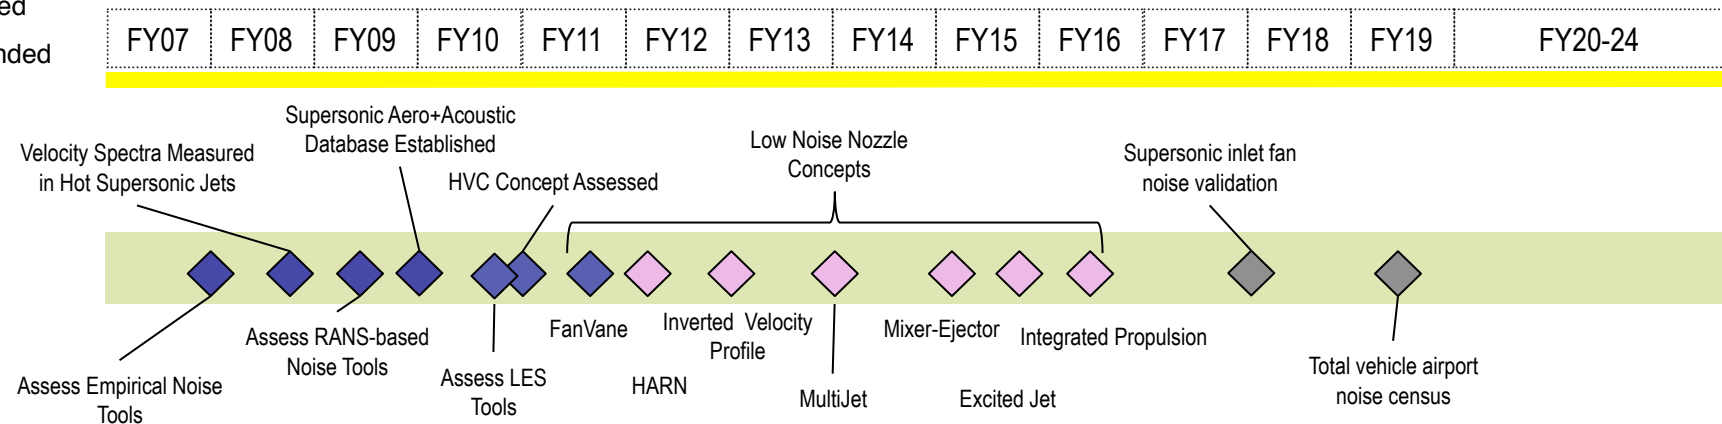 ed
nded
FY07 FY08 FY09 FY10 FY11 FY12 FY13 FY14 FY15 FY16 FY17 FY18 FY19 FY20-24
Supersonic Aero+Acoustic
Database Established
Velocity Spectra Measured
in Hot Supersonic Jets
HVC Concept Assessed
Low Noise Nozzle
Concepts
Supersonic inlet fan
noise validation
Assess Empirical Noise
Tools
Assess RANS-based
Noise Tools
Assess LES
Tools
FanVane
HARN
Inverted Velocity
Profile
MultiJet
Mixer-Ejector
Excited Jet
Integrated Propulsion
Total vehicle airport
noise census